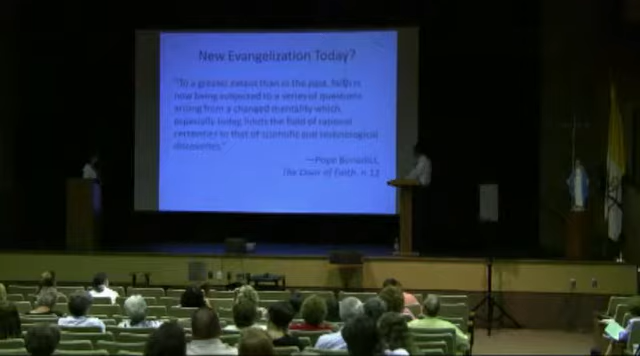 New Evangelization Today?
"To a greater extent than in the past, faith is
now being subjected to a series of questions
arising from a changed mentality which,
especially today, limits the field of rational
certainties to that of scientific and technological
discoveries."
—Pope Benedict,
The Door of Faith, n.12